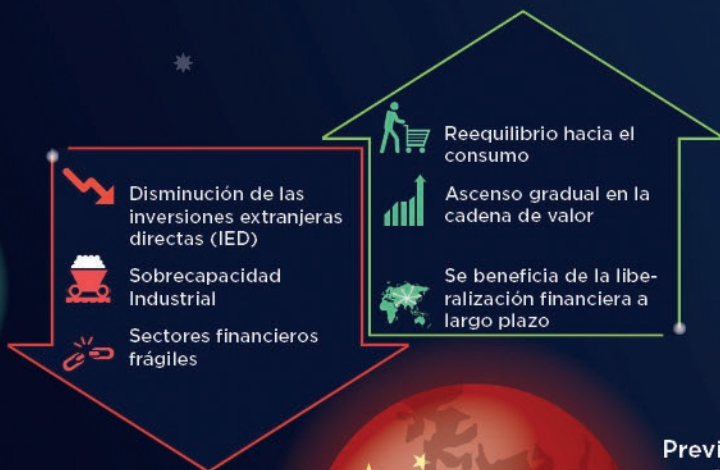 Disminución de las
inversiones extranjeras
directas (IED)
Sobrecapacidad
Industrial
Sectores financieros
frágiles
Reequilibrio hacia el
consumo
Ascenso gradual en la
cadena de valor
Se beneficia de la libe-
ralización financiera a
largo plazo
Previ